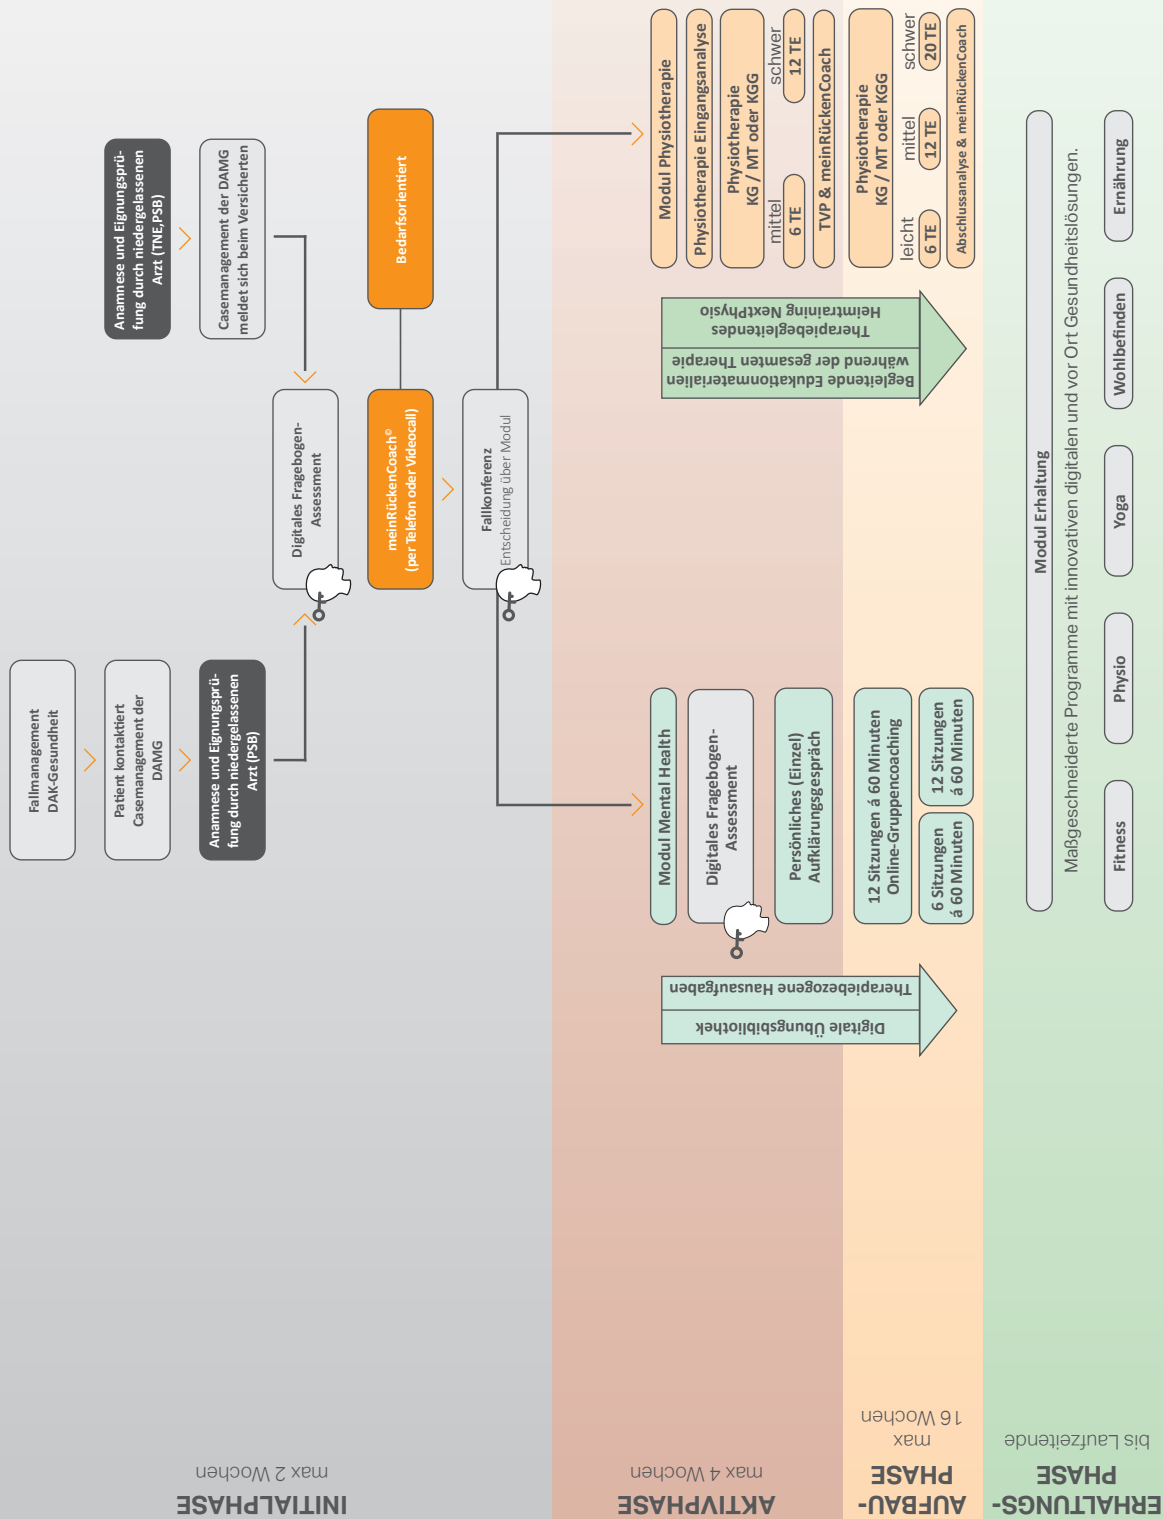 INITIALPHASE
max 2 Wochen
Fallmanagement
DAK-Gesundheit
Patient kontaktiert
Casemanagement der
DAMG
Anamnese und Eignungsprü-
fung durch niedergelassenen
Arzt (PSB)
Anamnese und Eignungsprü-
fung durch niedergelassenen
Arzt (TNE,PSB)
Casemanagement der DAMG
meldet sich beim Versicherten
Digitales Fragebogen-
Assessment
meinRückenCoach©
(per Telefon oder Videocall)
Bedarfsorientiert
Fallkonferenz
Entscheidung über Modul
AKTIVPHASE
max 4 Wochen
Modul Mental Health
Digitales Fragebogen-
Assessment
Persönliches (Einzel)
Aufklärungsgespräch
Digitale Übungsbibliothek
Therapiebezogene Hausaufgaben
Begleitende Edukationmaterialien
während der gesamten Therapie
Therapiebegleitendes
Heimtraining NextPhysio
Modul Physiotherapie
Physiotherapie Eingangsanalyse
Physiotherapie
KG / MT oder KGG
mittel
schwer
6 TE
12 TE
TVP & meinRückenCoach
AUFBAU-
PHASE
max
16 Wochen
12 Sitzungen á 60 Minuten
Online-Gruppencoaching
6 Sitzungen
á 60 Minuten
12 Sitzungen
á 60 Minuten
Physiotherapie
KG / MT oder KGG
leicht
mittel
schwer
6 TE
12 TE
20 TE
Abschlussanalyse & meinRückenCoach
ERHALTUNGS-
PHASE
bis Laufzeitende
Modul Erhaltung
Maßgeschneiderte Programme mit innovativen digitalen und vor Ort Gesundheitslösungen.
Fitness
Physio
Yoga
Wohlbefinden
Ernährung